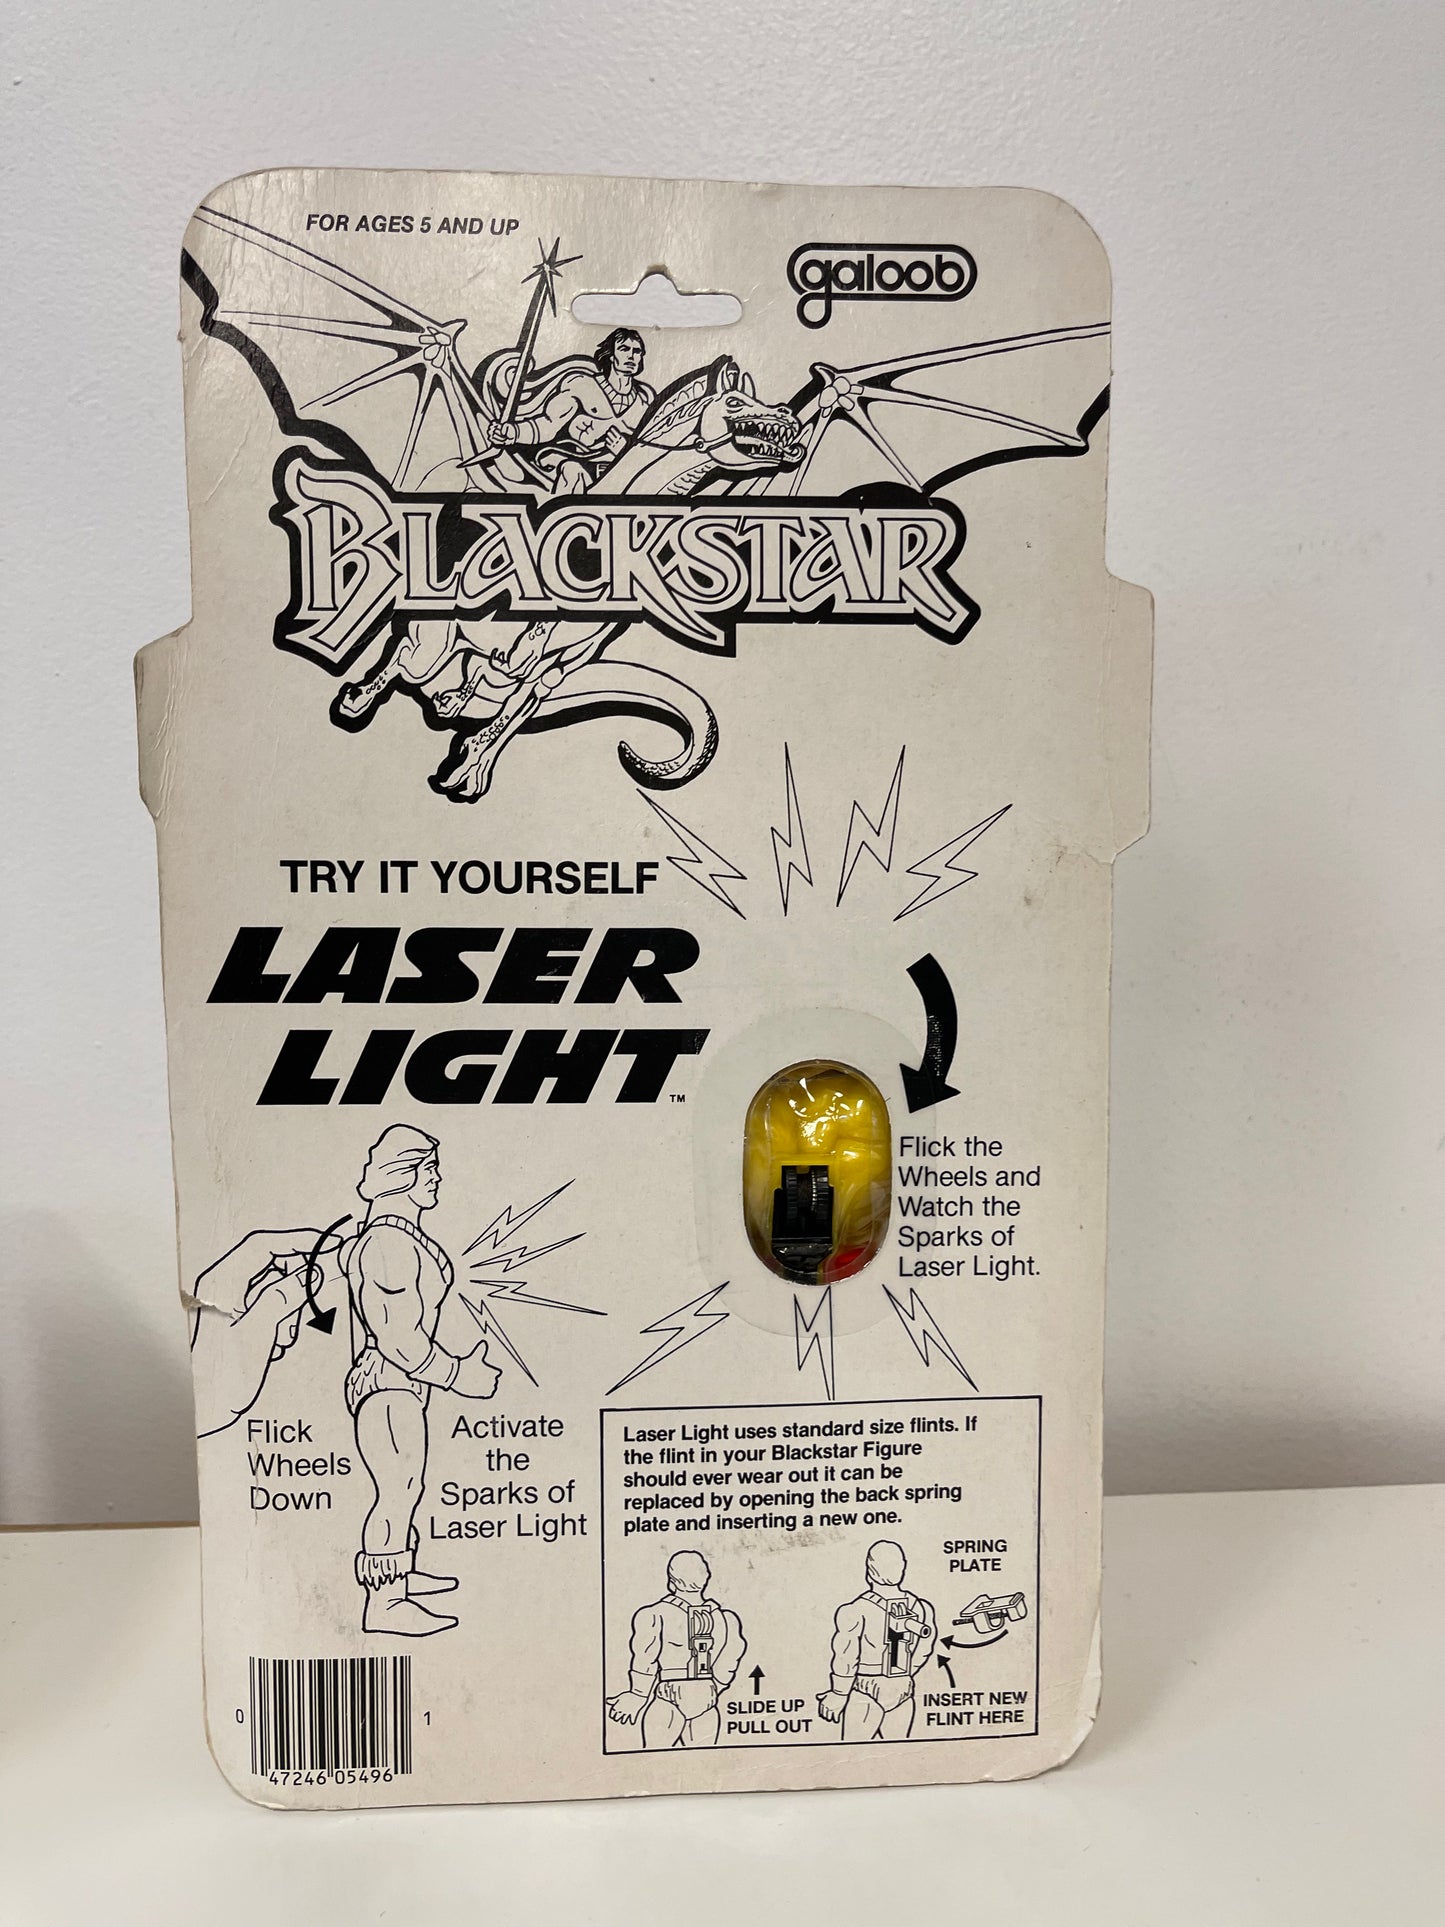 FOR AGES 5 AND UP
galoob
BLACKSTAR
TRY IT YOURSELF
LASER
LIGHT™
Flick the
Wheels and
Watch the
Sparks of
Laser Light.
Flick
Wheels
Down
Activate
the
Sparks of
Laser Light
Laser Light uses standard size flints. If
the flint in your Blackstar Figure
should ever wear out it can be
replaced by opening the back spring
plate and inserting a new one.
SPRING
PLATE
SLIDE UP
PULL OUT
INSERT NEW
FLINT HERE
0 47246 05496 1